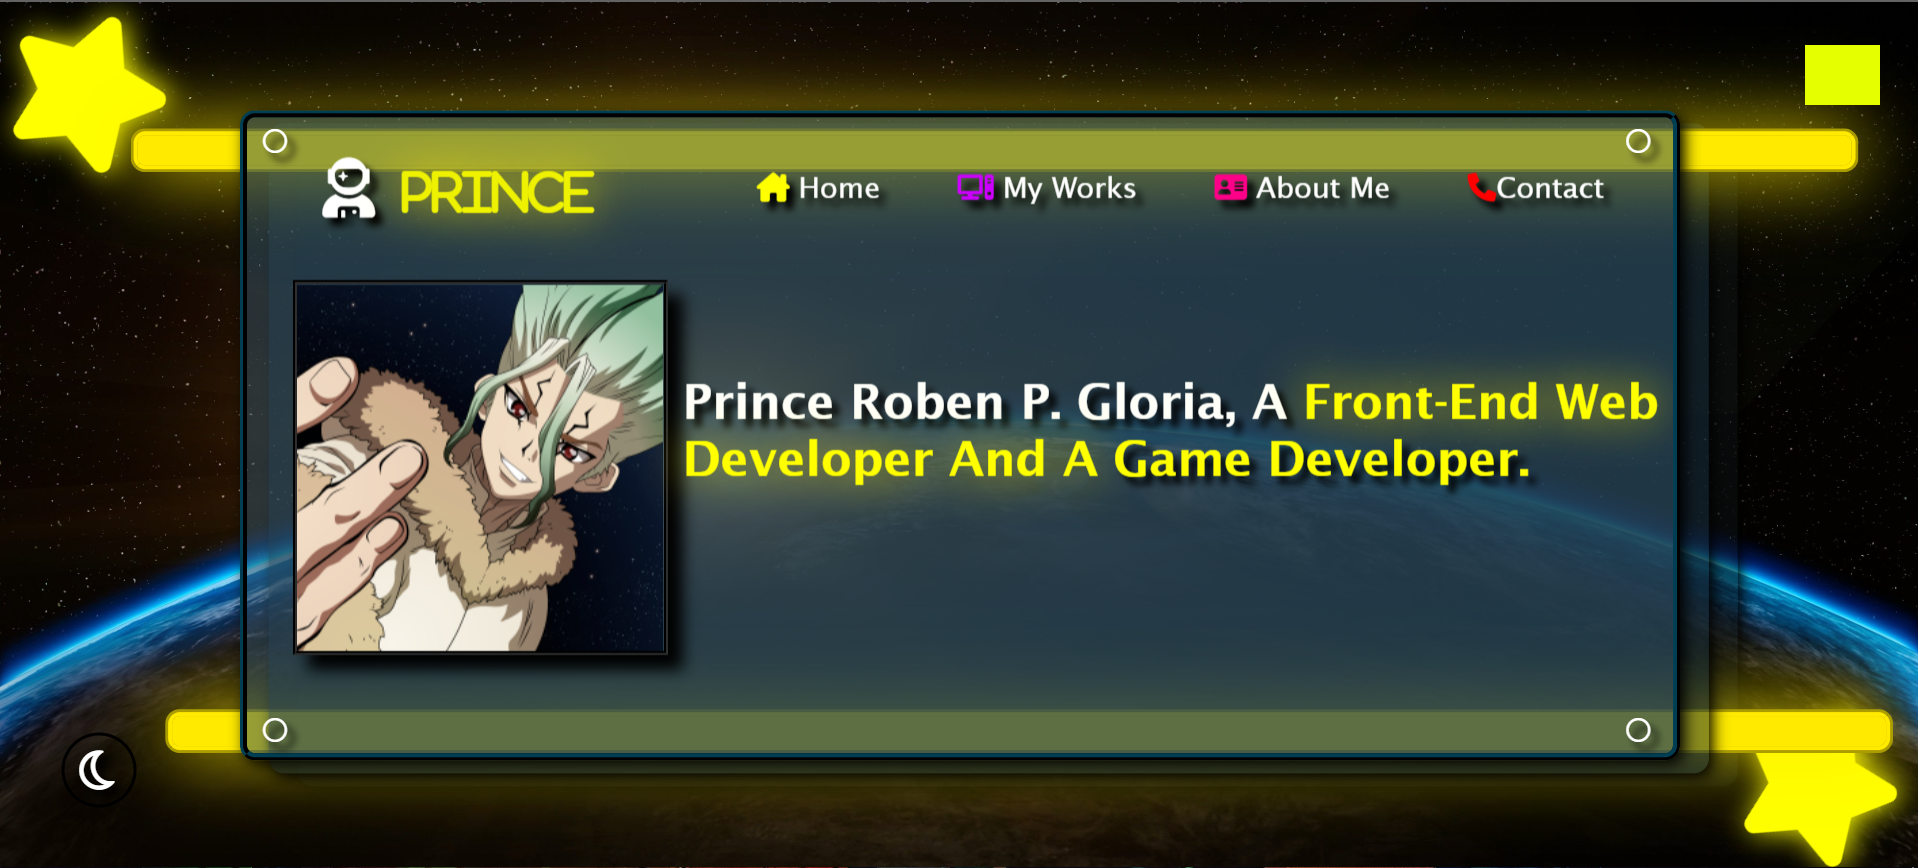 PRINCE
Home
My Works
About Me
Contact
Prince Roben P. Gloria, A Front-End Web
Developer And A Game Developer.